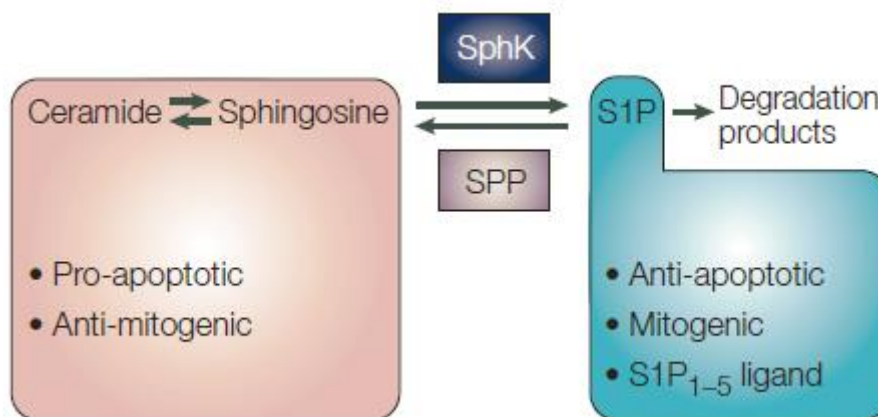 SphK
Ceramide Sphingosine S1P Degradation
products
SPP
• Pro-apoptotic
• Anti-mitogenic
• Anti-apoptotic
• Mitogenic
• S1P1–5 ligand